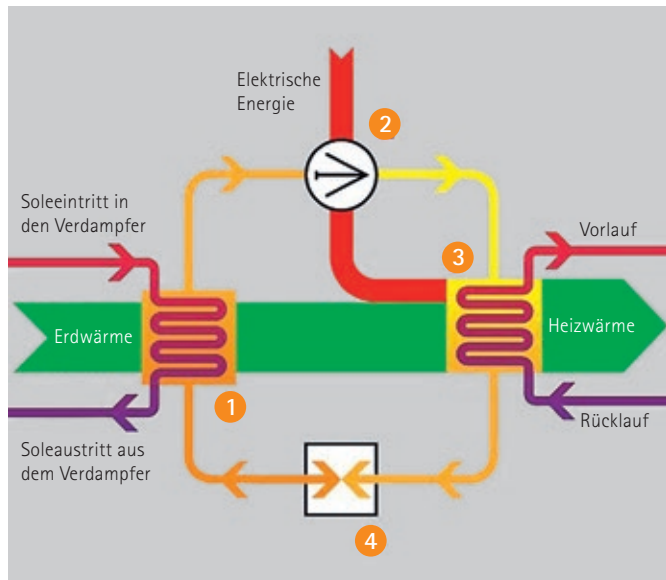 Elektrische
Energie
2
Soleeintritt in
den Verdampfer
Vorlauf
3
Erdwärme
Heizwärme
1
Rücklauf
Soleaustritt aus
dem Verdampfer
4